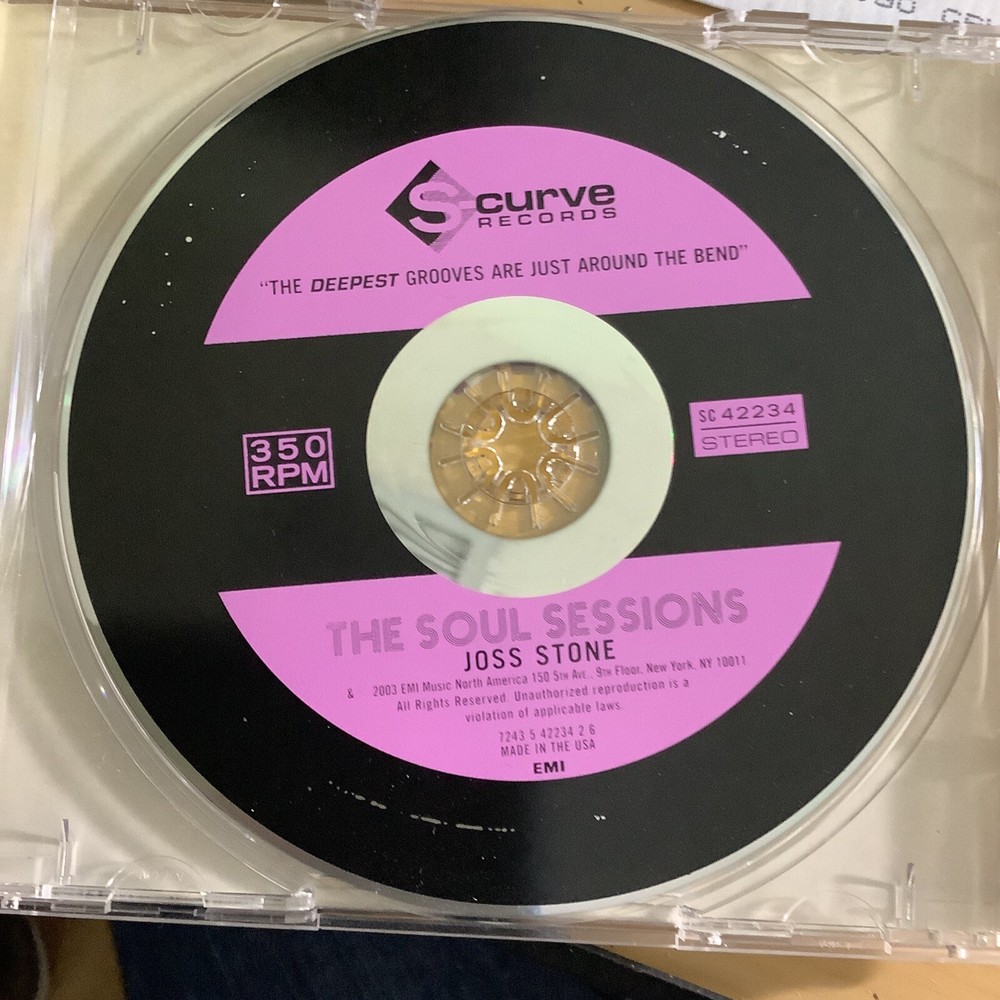 S curve
RECORDS
"THE DEEPEST GROOVES ARE JUST AROUND THE BEND"
350
RPM
SC 42234
STEREO
THE SOUL SESSIONS
JOSS STONE
& 2003 EMI Music North America 150 5TH AVE., 9TH Floor, New York, NY 10011
All Rights Reserved. Unauthorized reproduction is a
violation of applicable laws.
7243 5 42234 2 6
MADE IN THE USA
EMI